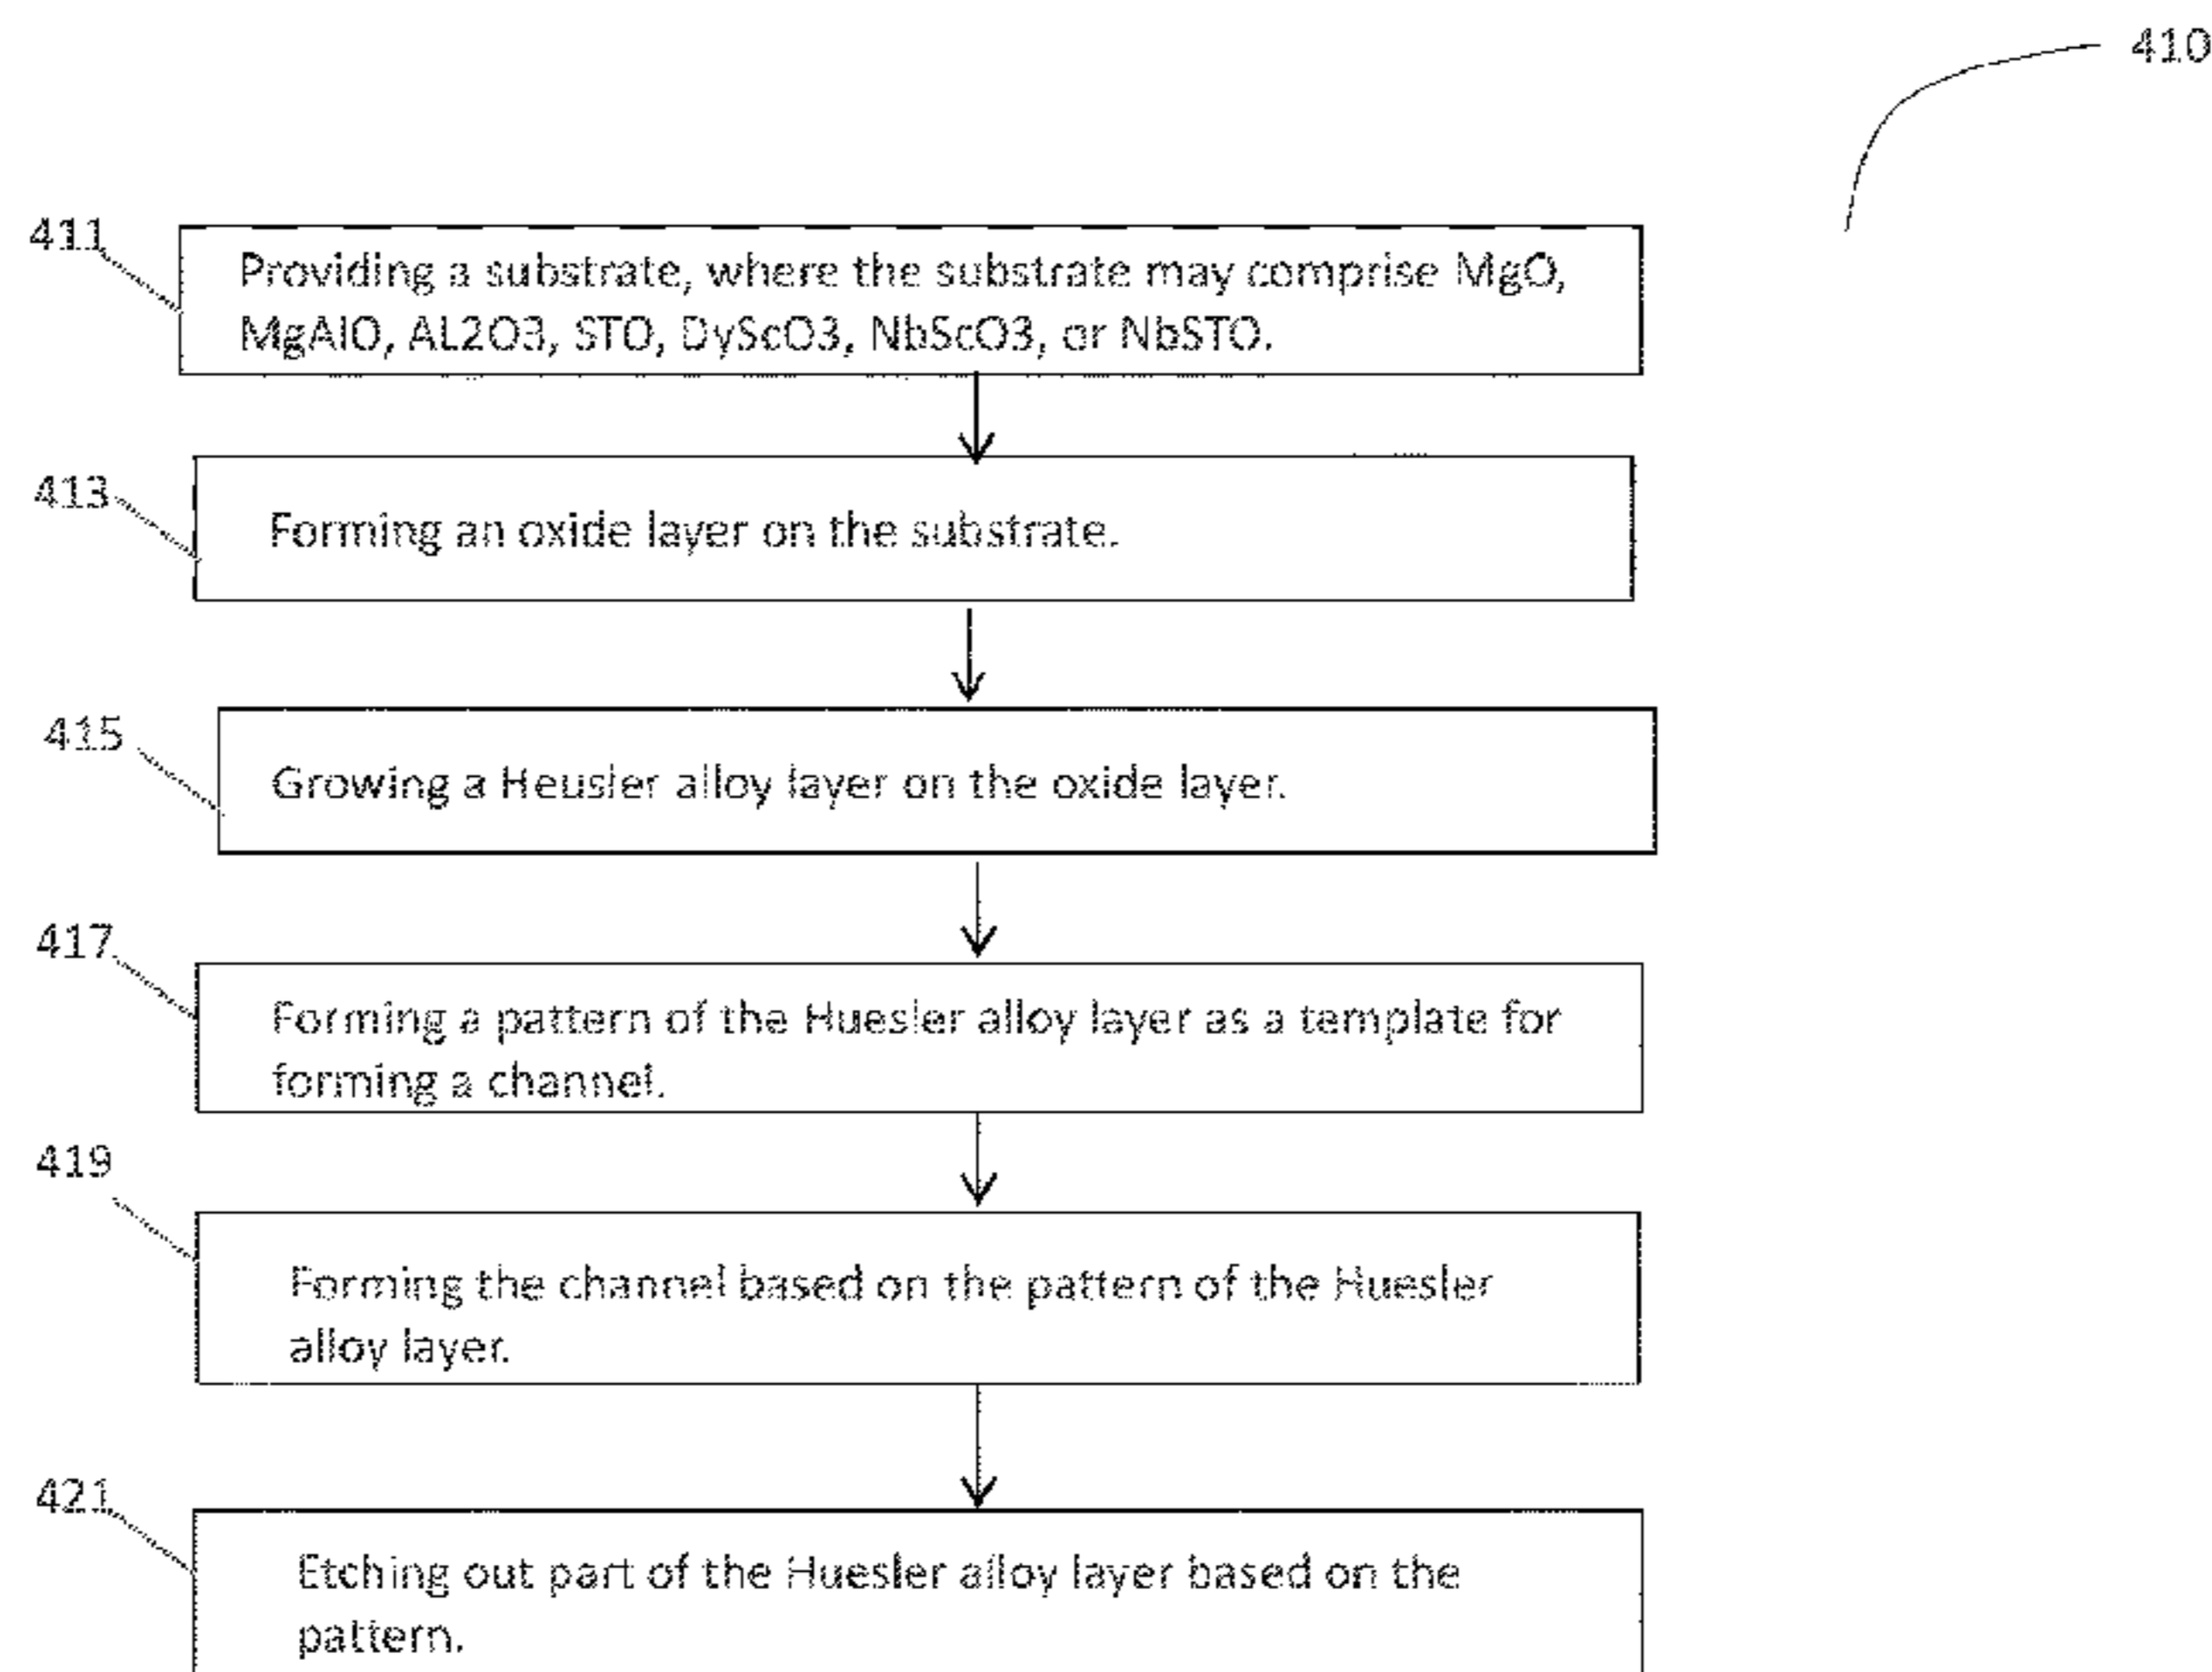 410
411
Providing a substrate, where the substrate may comprise MgO,
MgAlO, AL2O3, STO, DyScO3, NbScO3, or NbSTO.
413
Forming an oxide layer on the substrate.
415
Growing a Heusler alloy layer on the oxide layer.
417
Forming a pattern of the Huesler alloy layer as a template for
forming a channel.
419
Forming the channel based on the pattern of the Huesler
alloy layer.
421
Etching out part of the Huesler alloy layer based on the
pattern.